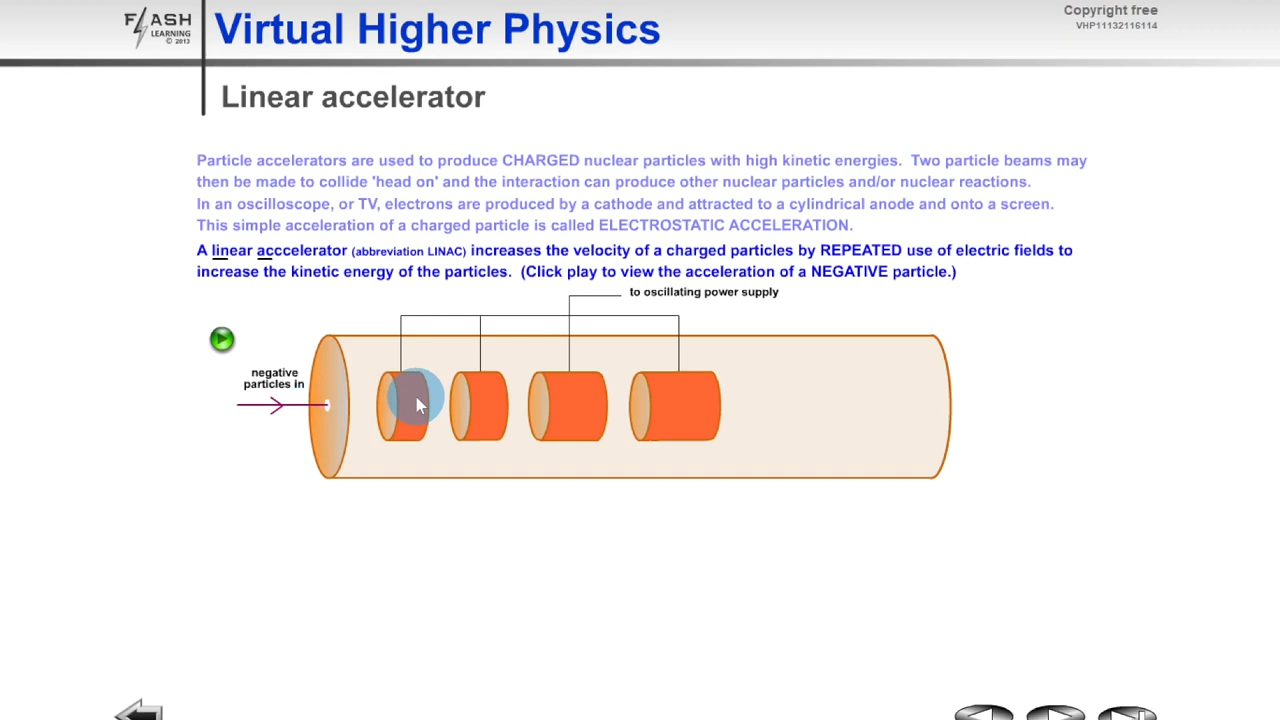 FLASH
LEARNING
© 2013
Virtual Higher Physics
Copyright free
VHP11132116114
Linear accelerator
Particle accelerators are used to produce CHARGED nuclear particles with high kinetic energies. Two particle beams may
then be made to collide 'head on' and the interaction can produce other nuclear particles and/or nuclear reactions.
In an oscilloscope, or TV, electrons are produced by a cathode and attracted to a cylindrical anode and onto a screen.
This simple acceleration of a charged particle is called ELECTROSTATIC ACCELERATION.
A linear acccelerator (abbreviation LINAC) increases the velocity of a charged particles by REPEATED use of electric fields to
increase the kinetic energy of the particles. (Click play to view the acceleration of a NEGATIVE particle.)
to oscillating power supply
negative
particles in